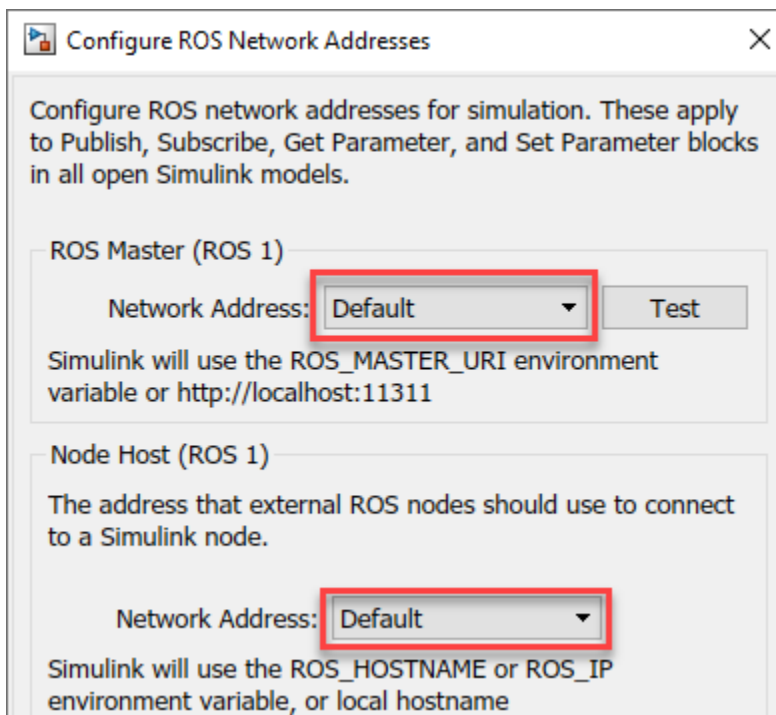 Configure ROS Network Addresses
Configure ROS network addresses for simulation. These apply
to Publish, Subscribe, Get Parameter, and Set Parameter blocks
in all open Simulink models.
ROS Master (ROS 1)
Network Address: Default Test
Simulink will use the ROS_MASTER_URI environment
variable or http://localhost:11311
Node Host (ROS 1)
The address that external ROS nodes should use to connect
to a Simulink node.
Network Address: Default
Simulink will use the ROS_HOSTNAME or ROS_IP
environment variable, or local hostname